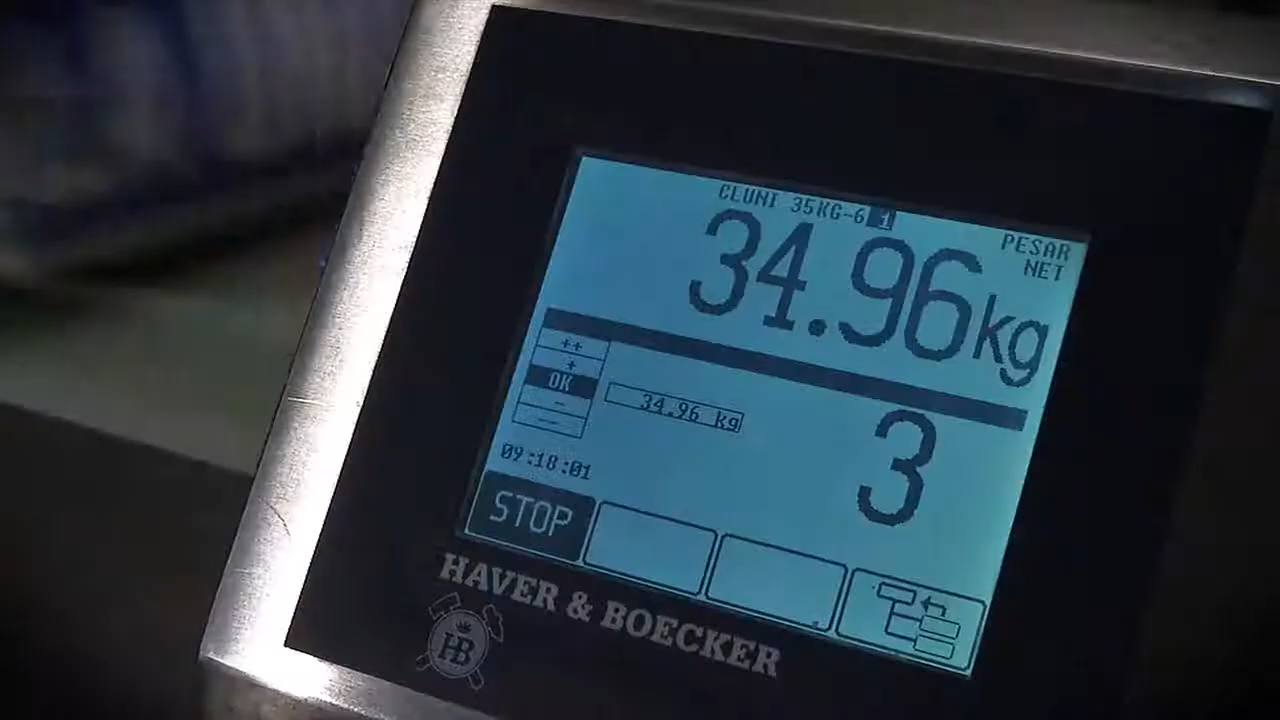 CLUNI 35KG-6 1
PESAR
NET
34.96kg
++
+
OK
-
--
34.96 kg
3
09:18:01
STOP
HAVER & BOECKER
HB